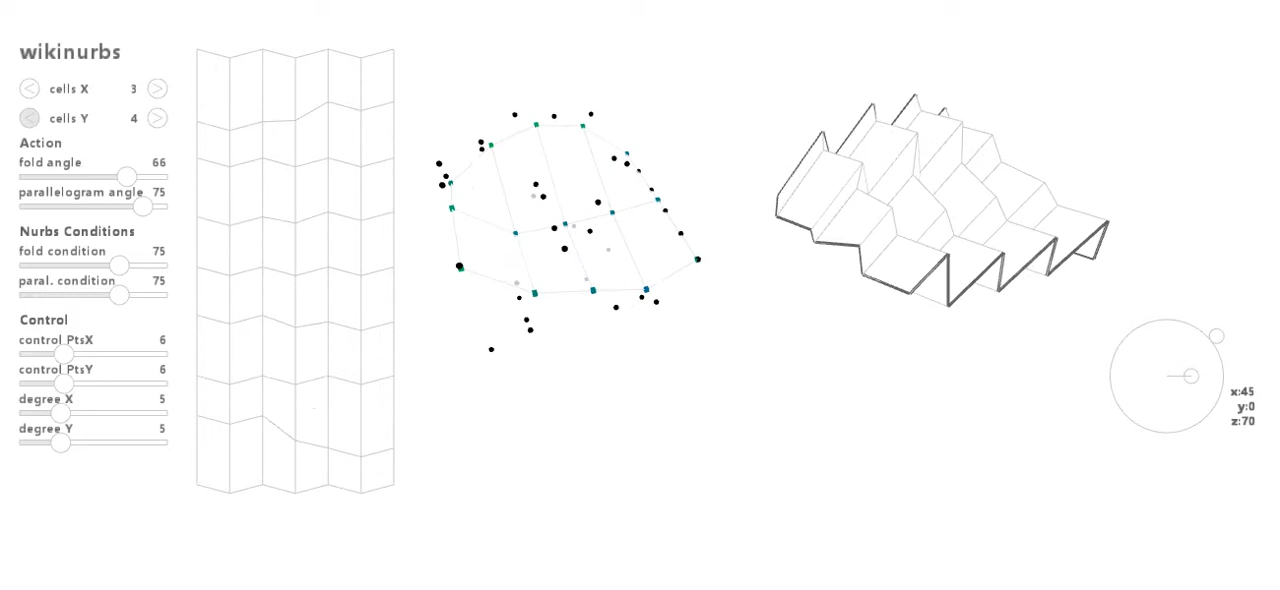 wikinurbs
cells X 3
cells Y 4
Action
fold angle 66
parallelogram angle 75
Nurbs Conditions
fold condition 75
paral. condition 75
Control
control PtsX 6
control PtsY 6
degree X 5
degree Y 5
x:45
y:0
z:70